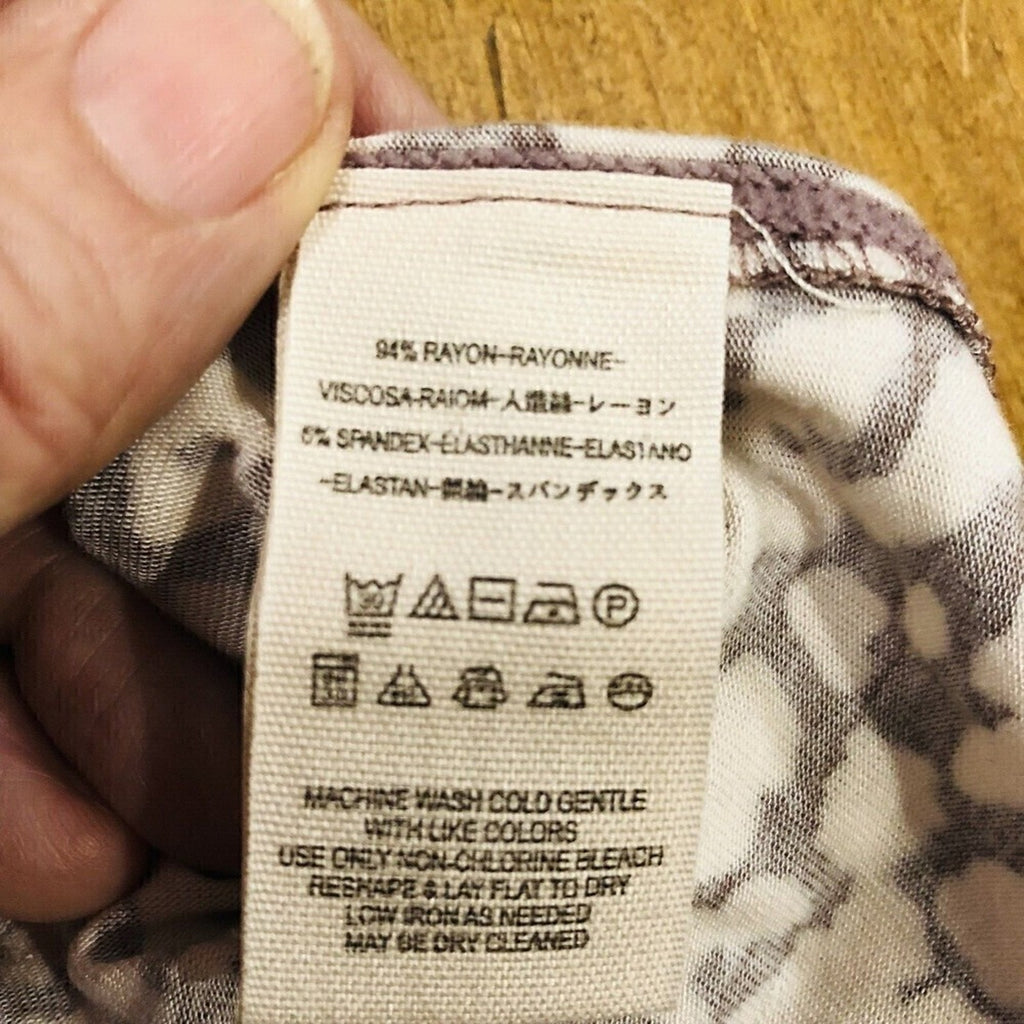 94% RAYON-RAYONNE-
VISCOSA-RAIOM-人造絲-レーヨン
6% SPANDEX-ELASTHANNE-ELASTANO
-ELASTAN-スパンデックス
30
P
MACHINE WASH COLD GENTLE
WITH LIKE COLORS
USE ONLY NON-CHLORINE BLEACH
RESHAPE & LAY FLAT TO DRY
LOW IRON AS NEEDED
MAY BE DRY CLEANED